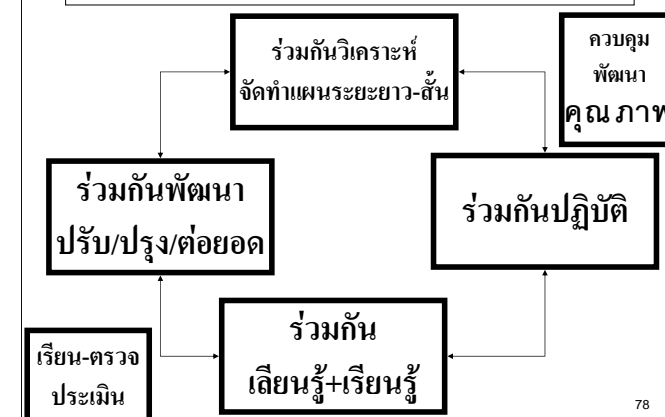 ร่วมกันวิเคราะห์
จัดทำแผนระยะยาว-สั้น
ควบคุม
พัฒนา
คุณภาพ
ร่วมกันพัฒนา
ปรับ/ปรุง/ต่อยอด
ร่วมกันปฏิบัติ
ร่วมกัน
เลียนรู้+เรียนรู้
เรียน-ตรวจ
ประเมิน
78